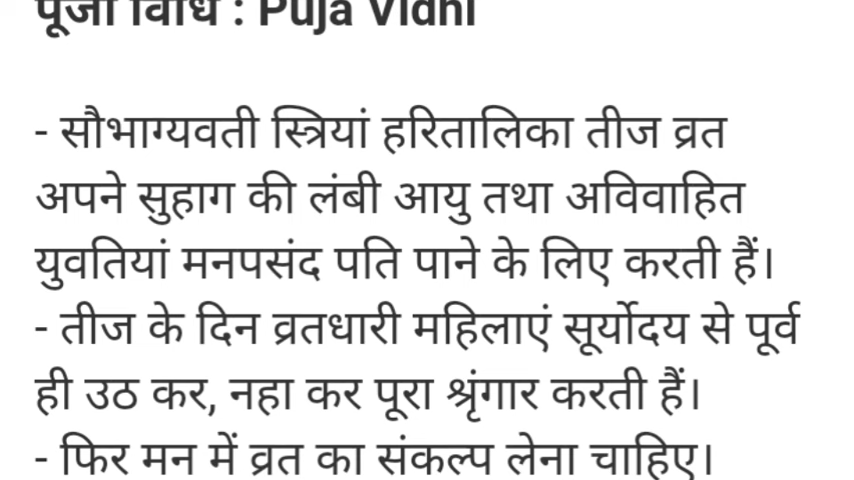 पूजा विधि : Puja Vidhi
- सौभाग्यवती स्त्रियां हरितालिका तीज व्रत
अपने सुहाग की लंबी आयु तथा अविवाहित
युवतियां मनपसंद पति पाने के लिए करती हैं।
- तीज के दिन व्रतधारी महिलाएं सूर्योदय से पूर्व
ही उठ कर, नहा कर पूरा श्रृंगार करती हैं।
- फिर मन में व्रत का संकल्प लेना चाहिए।